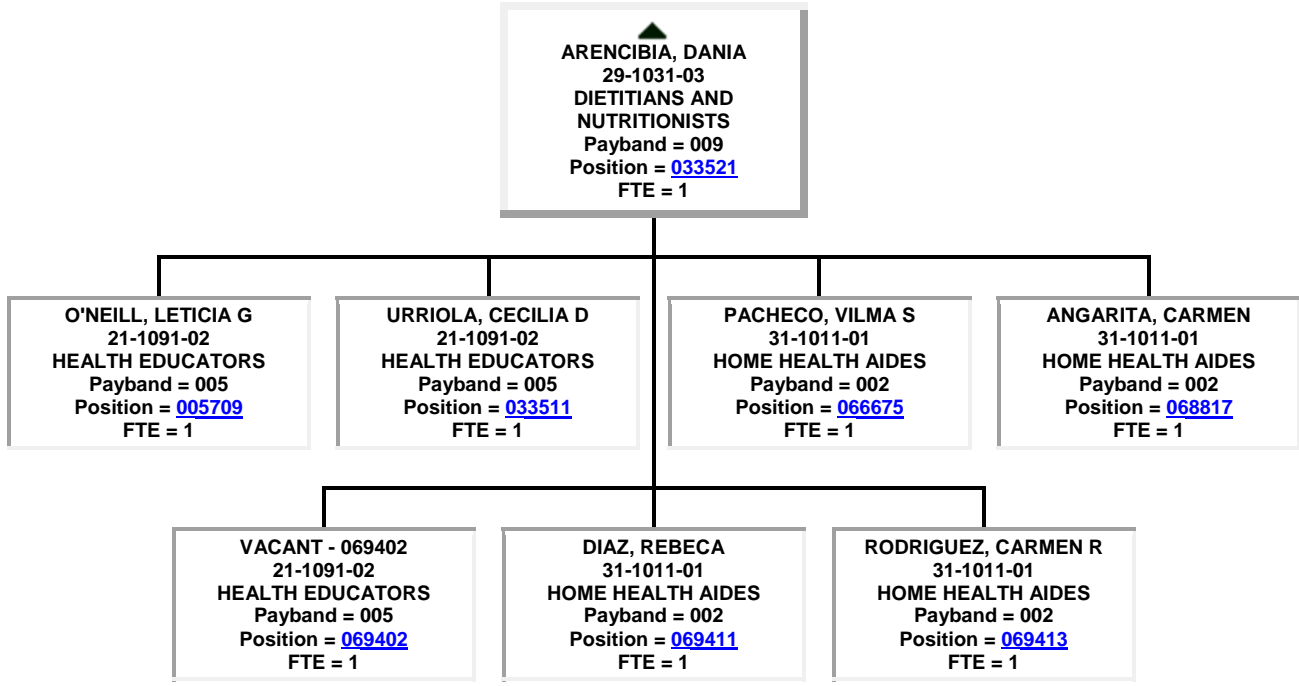 ARENCIBIA, DANIA
29-1031-03
DIETITIANS AND
NUTRITIONISTS
Payband = 009
Position = 033521
FTE = 1
O'NEILL, LETICIA G
21-1091-02
HEALTH EDUCATORS
Payband = 005
Position = 005709
FTE = 1
URRIOLA, CECILIA D
21-1091-02
HEALTH EDUCATORS
Payband = 005
Position = 033511
FTE = 1
PACHECO, VILMA S
31-1011-01
HOME HEALTH AIDES
Payband = 002
Position = 066675
FTE = 1
ANGARITA, CARMEN
31-1011-01
HOME HEALTH AIDES
Payband = 002
Position = 068817
FTE = 1
VACANT - 069402
21-1091-02
HEALTH EDUCATORS
Payband = 005
Position = 069402
FTE = 1
DIAZ, REBECA
31-1011-01
HOME HEALTH AIDES
Payband = 002
Position = 069411
FTE = 1
RODRIGUEZ, CARMEN R
31-1011-01
HOME HEALTH AIDES
Payband = 002
Position = 069413
FTE = 1